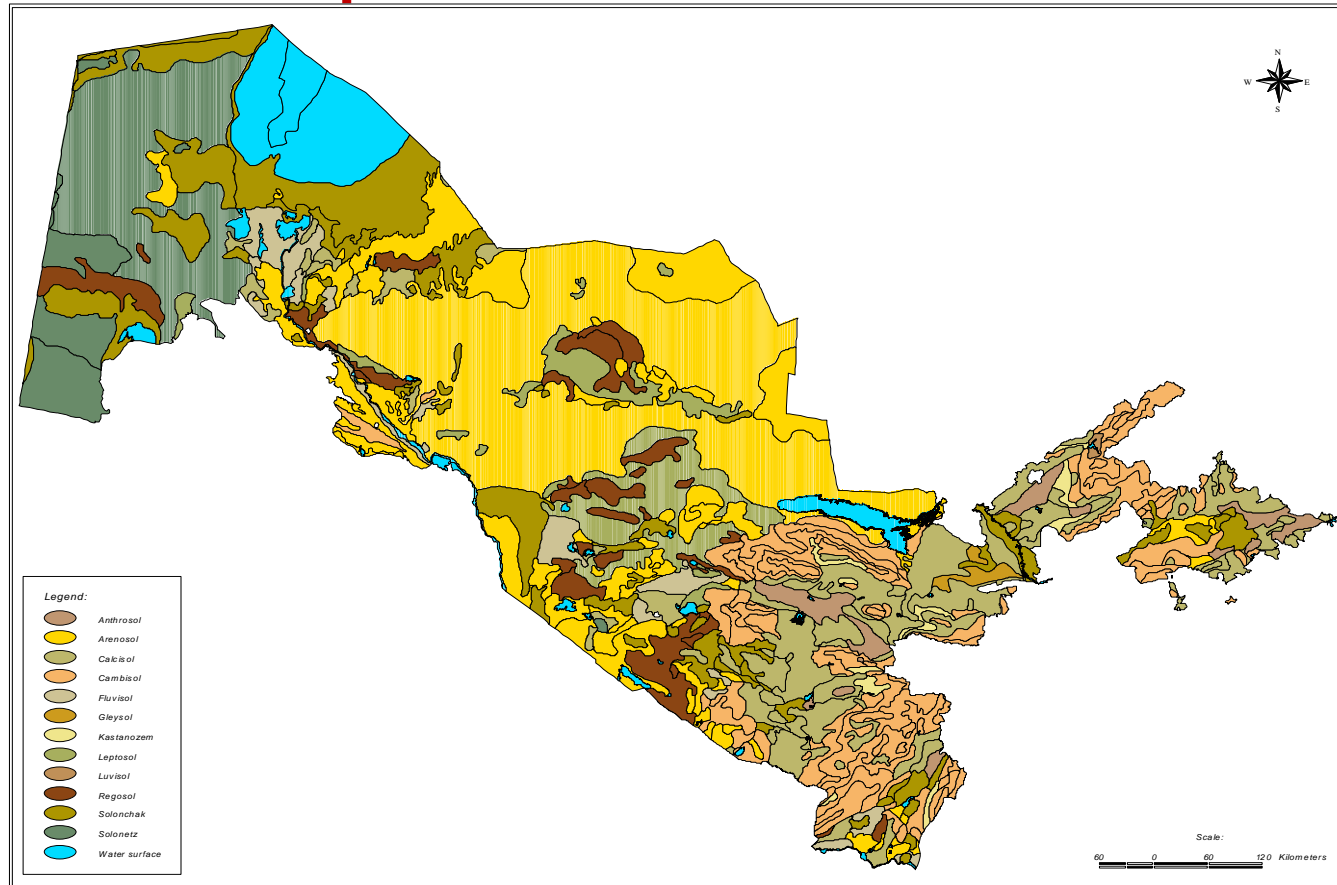 N
W E
S
Legend:
Anthrosol
Arenosol
Calcisol
Cambisol
Fluvisol
Gleysol
Kastanozem
Leptosol
Luvisol
Regosol
Solonchak
Solonetz
Water surface
Scale:
60 0 60 120 Kilometers